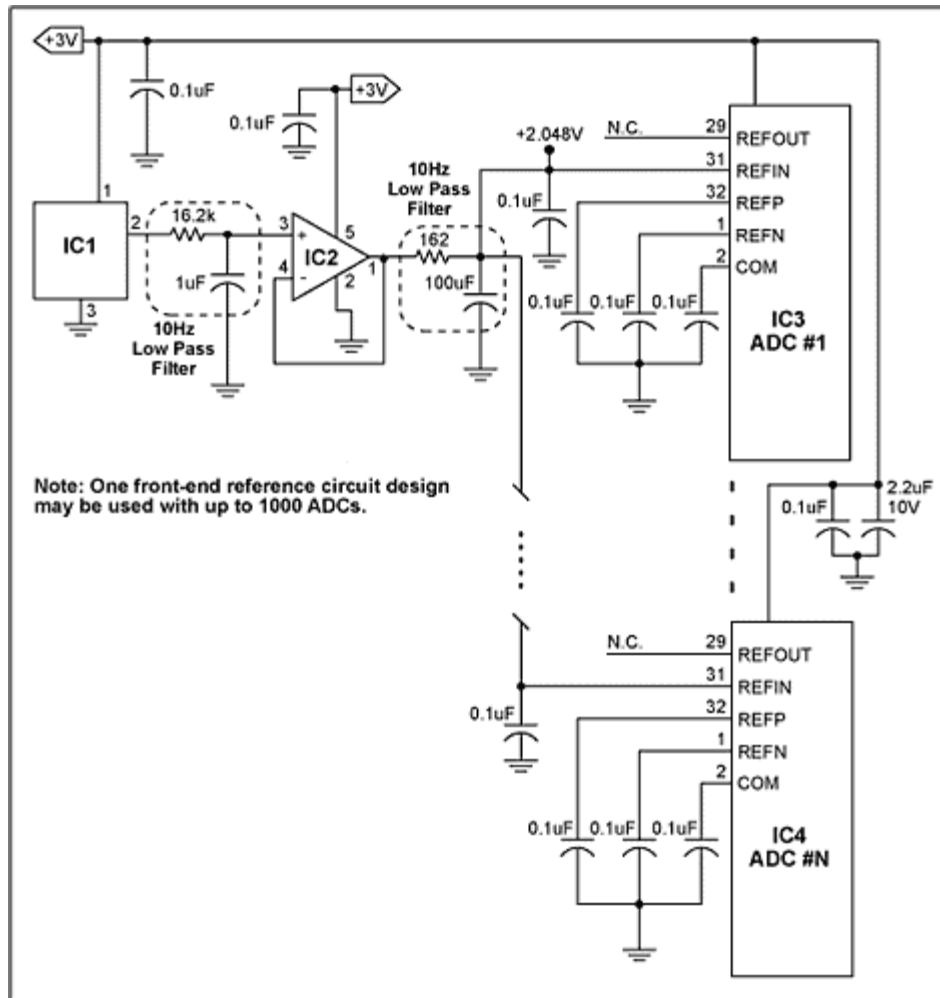 +3V
0.1uF
+3V
0.1uF
1
IC1
2
3
16.2k
1uF
10Hz
Low Pass
Filter
3
+
4
-
IC2
5
2
1
10Hz
Low Pass
Filter
162
100uF
+2.048V
0.1uF
N.C.
29
REFOUT
31
REFIN
32
REFP
1
REFN
2
COM
0.1uF
0.1uF
0.1uF
IC3
ADC #1
Note: One front-end reference circuit design
may be used with up to 1000 ADCs.
0.1uF
2.2uF
10V
N.C.
29
REFOUT
31
REFIN
32
REFP
1
REFN
2
COM
0.1uF
0.1uF
0.1uF
0.1uF
IC4
ADC #N